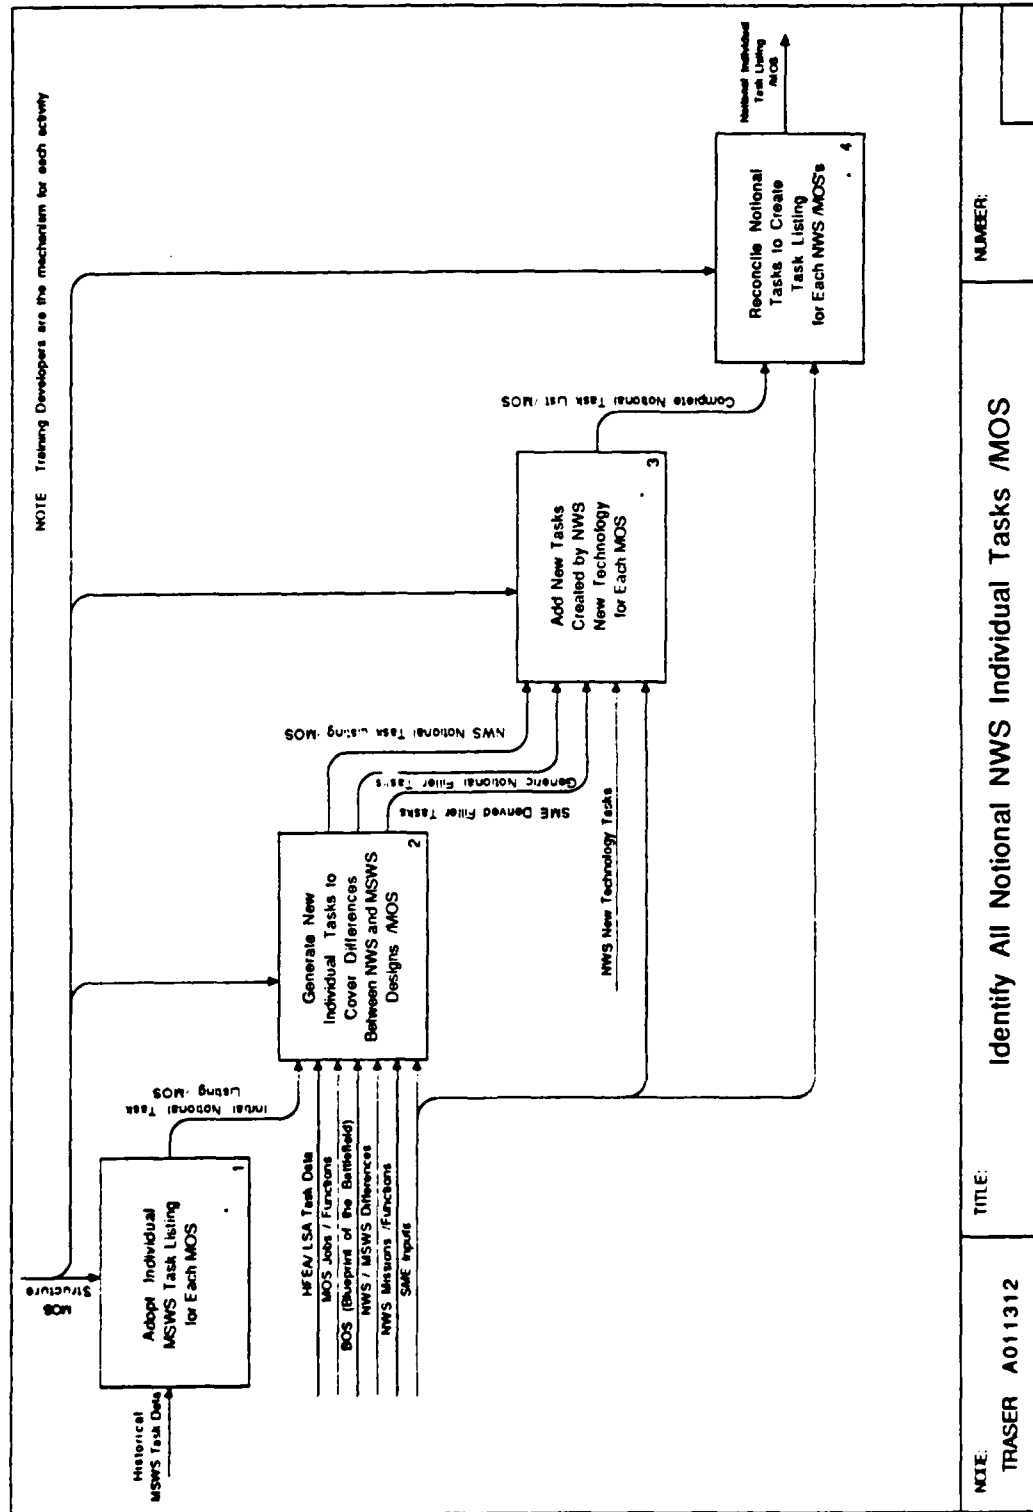 NOTE Training Developers are the mechanism for each activity
MOS
Structure
Historical
MSWS Task Data
Adopt Individual
MSWS Task Listing
for Each MOS
1
Initial Notional Task
Listing /MOS
HFEA/LSA Task Data
MOS Jobs / Functions
BOS (Blueprint of the Battlefield)
NWS / MSWS Differences
NWS Missions /Functions
SME Inputs
Generate New
Individual Tasks to
Cover Differences
Between NWS and MSWS
Designs /MOS
2
NWS Notional Task Listing /MOS
Generic Notional Filler Tasks
SME Derived Filler Tasks
NWS New Technology Tasks
Add New Tasks
Created by NWS
New Technology
for Each MOS
3
Complete Notional Task List /MOS
Reconcile Notional
Tasks to Create
Task Listing
for Each NWS /MOS's
4
Notional Individual
Task Listing
/MOS
NODE:
TRASER A011312
TITLE:
Identify All Notional NWS Individual Tasks /MOS
NUMBER: